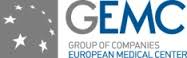 GEMC
GROUP OF COMPANIES
EUROPEAN MEDICAL CENTER